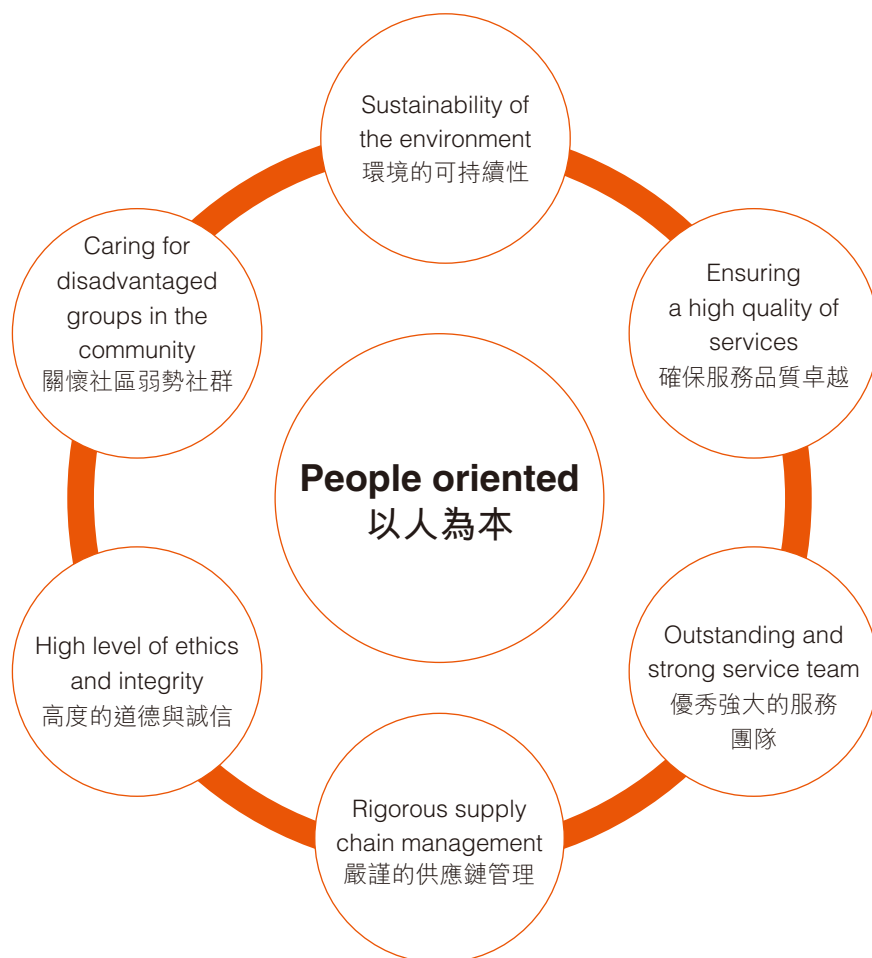 Sustainability of
the environment
環境的可持續性
Caring for
disadvantaged
groups in the
community
關懷社區弱勢社群
Ensuring
a high quality of
services
確保服務品質卓越
People oriented
以人為本
High level of ethics
and integrity
高度的道德與誠信
Outstanding and
strong service team
優秀強大的服務
團隊
Rigorous supply
chain management
嚴謹的供應鏈管理